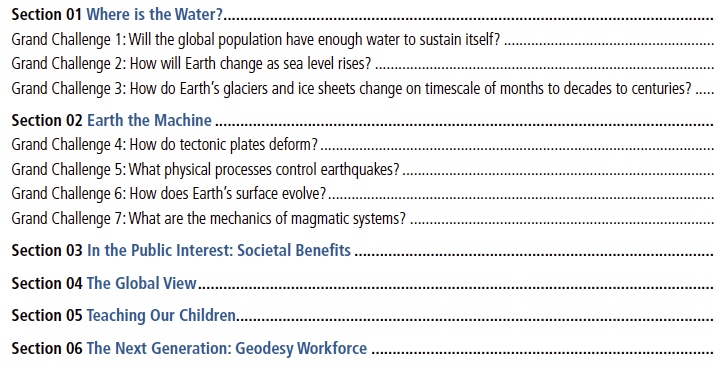 Section 01 Where is the Water?..........................................................................................................
Grand Challenge 1: Will the global population have enough water to sustain itself? ................................................
Grand Challenge 2: How will Earth change as sea level rises? ..............................................................................
Grand Challenge 3: How do Earth's glaciers and ice sheets change on timescale of months to decades to centuries? .....
Section 02 Earth the Machine ............................................................................................................
Grand Challenge 4: How do tectonic plates deform? ..........................................................................................
Grand Challenge 5: What physical processes control earthquakes? ........................................................................
Grand Challenge 6: How does Earth's surface evolve? ........................................................................................
Grand Challenge 7: What are the mechanics of magmatic systems? ......................................................................
Section 03 In the Public Interest: Societal Benefits ................................................................................
Section 04 The Global View................................................................................................................
Section 05 Teaching Our Children.......................................................................................................
Section 06 The Next Generation: Geodesy Workforce ............................................................................